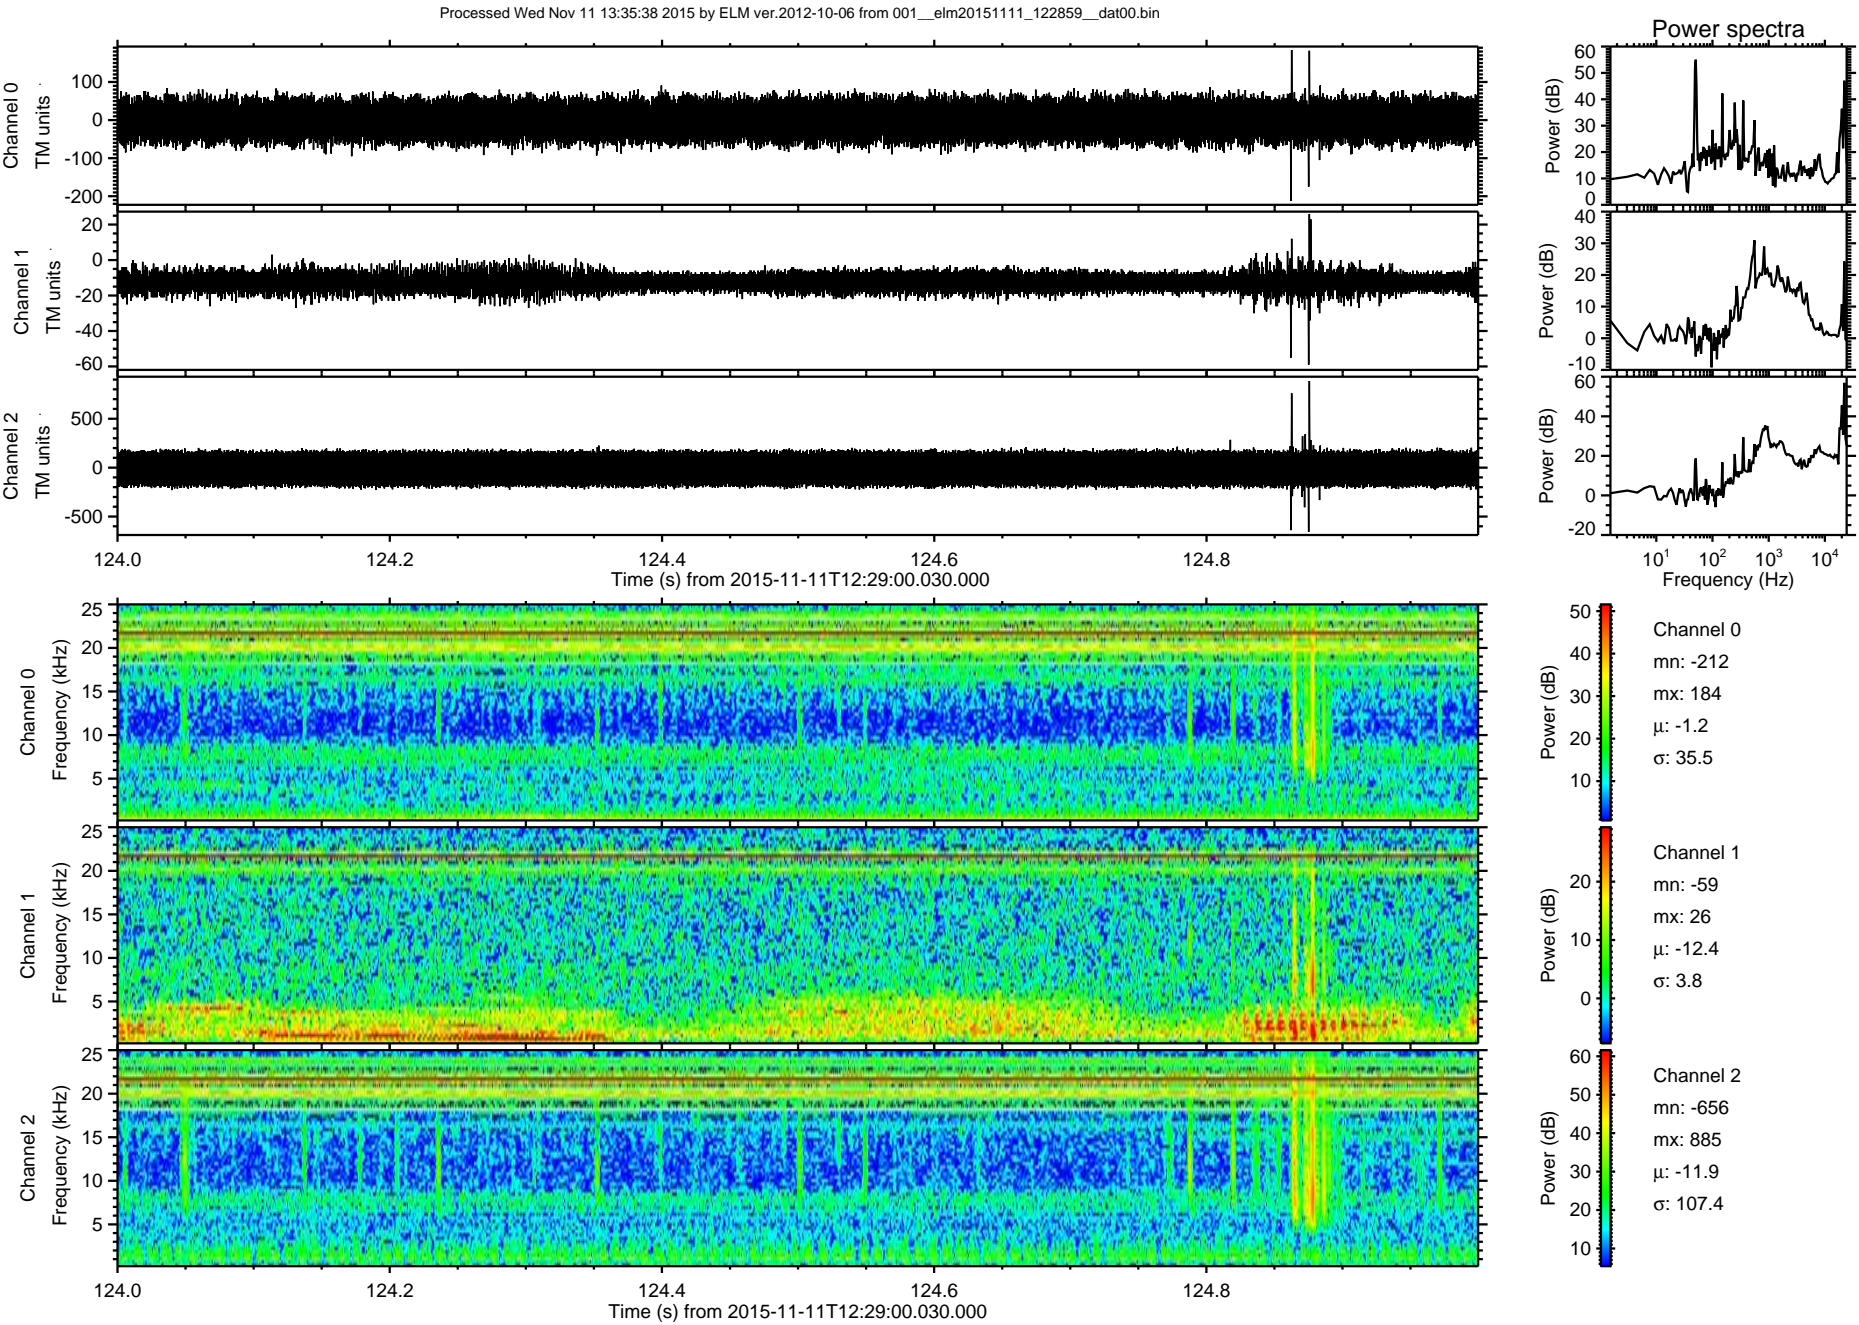 Processed Wed Nov 11 13:35:38 2015 by ELM ver.2012-10-06 from 001__elm20151111_122859__dat00.bin
Power spectra
Channel 0
TM units
100
0
-100
-200
Power (dB)
60
50
40
30
20
10
0
Channel 1
TM units
20
0
-20
-40
-60
Power (dB)
40
30
20
10
0
-10
Channel 2
TM units
500
0
-500
Power (dB)
60
40
20
0
-20
124.0 124.2 124.4 124.6 124.8
Time (s) from 2015-11-11T12:29:00.030.000
10^1 10^2 10^3 10^4
Frequency (Hz)
Channel 0
Frequency (kHz)
25
20
15
10
5
Power (dB)
50
40
30
20
10
Channel 0
mn: -212
mx: 184
μ: -1.2
σ: 35.5
Channel 1
Frequency (kHz)
25
20
15
10
5
Power (dB)
20
10
0
Channel 1
mn: -59
mx: 26
μ: -12.4
σ: 3.8
Channel 2
Frequency (kHz)
25
20
15
10
5
Power (dB)
60
50
40
30
20
10
Channel 2
mn: -656
mx: 885
μ: -11.9
σ: 107.4
124.0 124.2 124.4 124.6 124.8
Time (s) from 2015-11-11T12:29:00.030.000